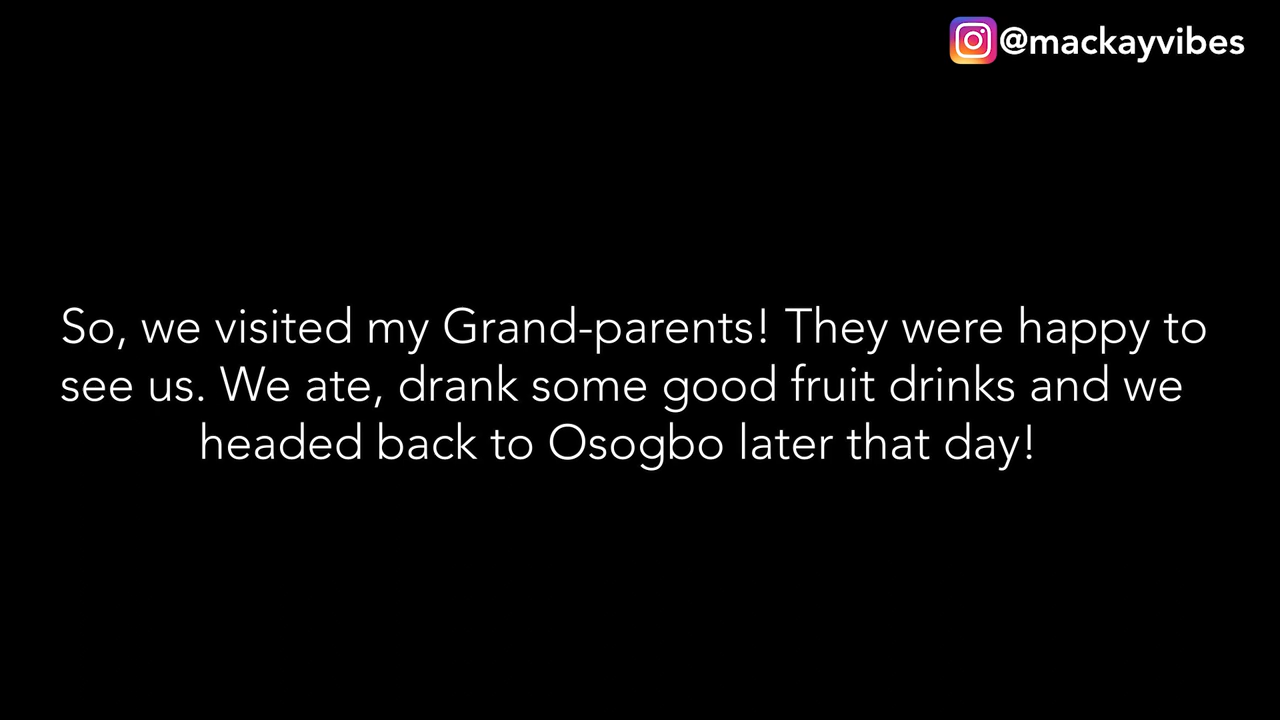 @mackayvibes
So, we visited my Grand-parents! They were happy to
see us. We ate, drank some good fruit drinks and we
headed back to Osogbo later that day!